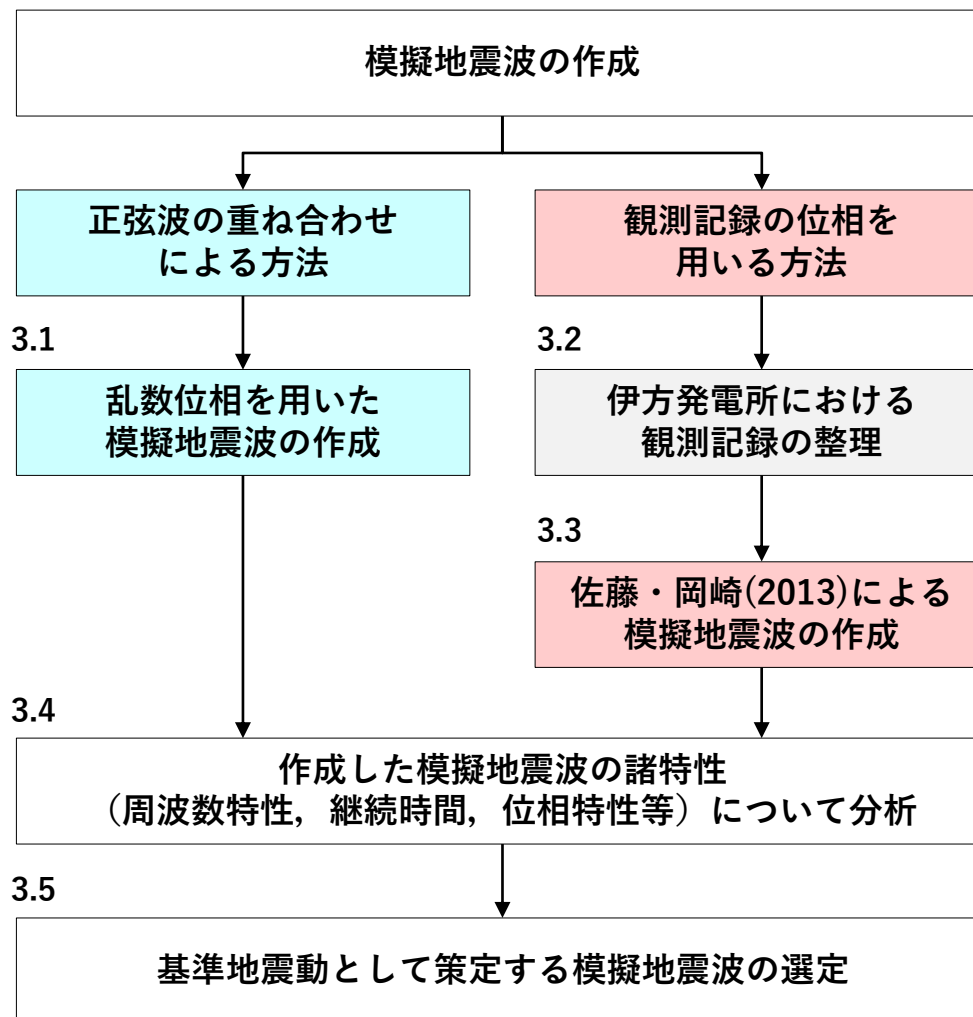 模擬地震波の作成
正弦波の重ね合わせ
による方法
観測記録の位相を
用いる方法
3.1
乱数位相を用いた
模擬地震波の作成
3.2
伊方発電所における
観測記録の整理
3.3
佐藤・岡崎(2013)による
模擬地震波の作成
3.4
作成した模擬地震波の諸特性
（周波数特性，継続時間，位相特性等）について分析
3.5
基準地震動として策定する模擬地震波の選定